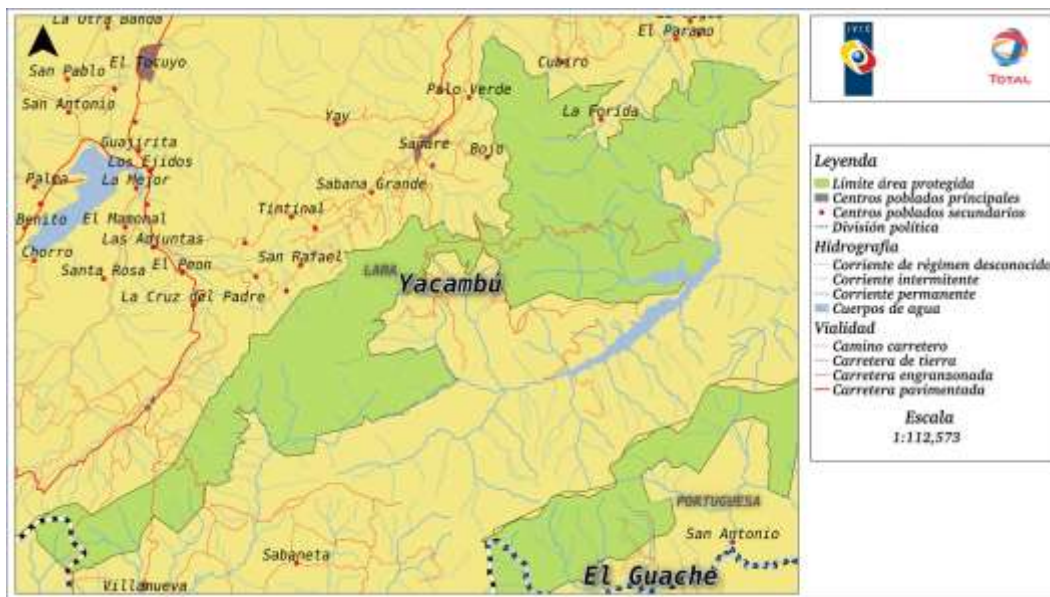 La Otra Banda
El Tocuyo
San Pablo
San Antonio
Guajirita
Los Ejidos
La Mejor
Palca
Benito
El Mamonal
Las Adjuntas
Chorro
Santa Rosa
El Peon
La Cruz del Padre
Yay
Sabana Grande
Tintinal
San Rafael
Sanare
Palo Verde
Bojo
Cubiro
El Paramo
La Forida
LARA
Yacambú
PORTUGUESA
San Antonio
El Guache
Sabaneta
Villanueva
IVIC
TOTAL
Leyenda
Límite área protegida
Centros poblados principales
Centros poblados secundarios
División política
Hidrografía
Corriente de régimen desconocido
Corriente intermitente
Corriente permanente
Cuerpos de agua
Vialidad
Camino carretero
Carretera de tierra
Carretera engranzonada
Carretera pavimentada
Escala
1:112,573